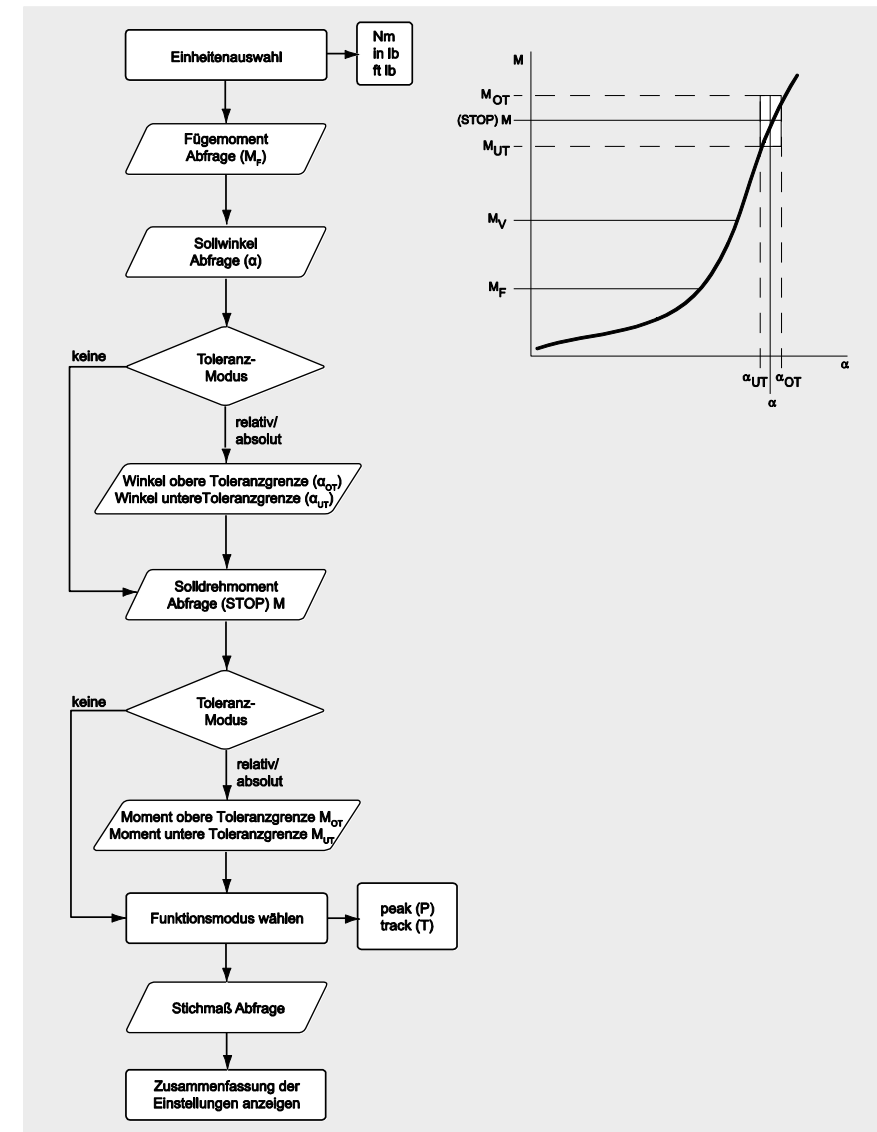 Einheitenauswahl
Nm
in lb
ft lb
Fügemoment
Abfrage (M_F)
Sollwinkel
Abfrage (α)
keine
Toleranz-
Modus
relativ/
absolut
Winkel obere Toleranzgrenze (α_OT)
Winkel untereToleranzgrenze (α_UT)
Solldrehmoment
Abfrage (STOP) M
keine
Toleranz-
Modus
relativ/
absolut
Moment obere Toleranzgrenze M_OT
Moment untere Toleranzgrenze M_UT
Funktionsmodus wählen
peak (P)
track (T)
Stichmaß Abfrage
Zusammenfassung der
Einstellungen anzeigen
M
M_OT
(STOP) M
M_UT
M_V
M_F
α_UT α_OT
α
α